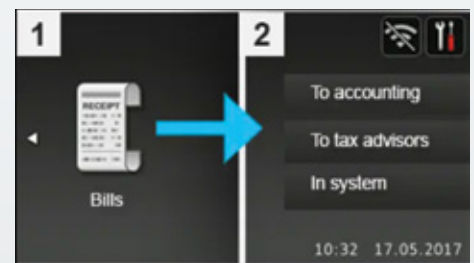 1
RECEIPT
Bills
2
To accounting
To tax advisors
In system
10:32 17.05.2017